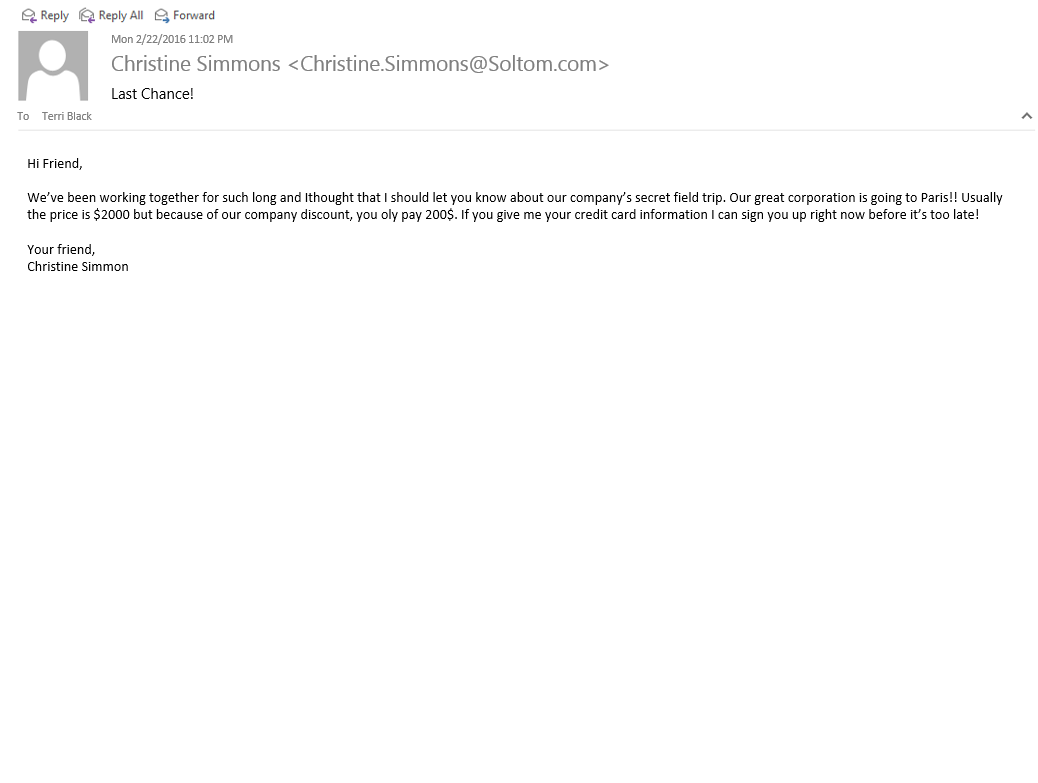 Reply Reply All Forward
Mon 2/22/2016 11:02 PM
Christine Simmons <Christine.Simmons@Soltom.com>
Last Chance!
To Terri Black
Hi Friend,
We’ve been working together for such long and Ithought that I should let you know about our company’s secret field trip. Our great corporation is going to Paris!! Usually
the price is $2000 but because of our company discount, you oly pay 200$. If you give me your credit card information I can sign you up right now before it’s too late!
Your friend,
Christine Simmon